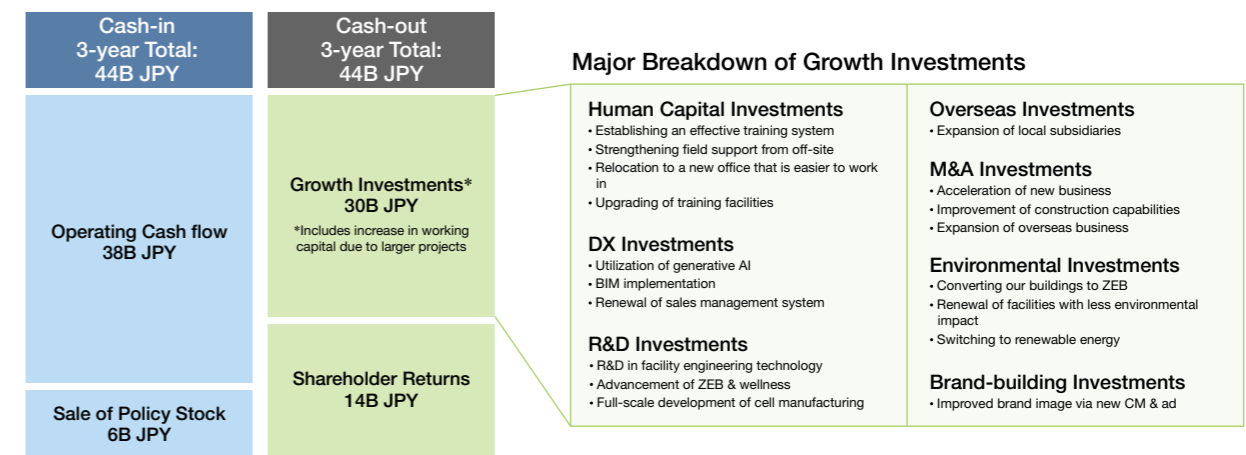 Cash-in
3-year Total:
44B JPY
Operating Cash flow
38B JPY
Sale of Policy Stock
6B JPY
Cash-out
3-year Total:
44B JPY
Growth Investments*
30B JPY
*Includes increase in working
capital due to larger projects
Shareholder Returns
14B JPY
Major Breakdown of Growth Investments
Human Capital Investments
• Establishing an effective training system
• Strengthening field support from off-site
• Relocation to a new office that is easier to work
in
• Upgrading of training facilities
DX Investments
• Utilization of generative AI
• BIM implementation
• Renewal of sales management system
R&D Investments
• R&D in facility engineering technology
• Advancement of ZEB & wellness
• Full-scale development of cell manufacturing
Overseas Investments
• Expansion of local subsidiaries
M&A Investments
• Acceleration of new business
• Improvement of construction capabilities
• Expansion of overseas business
Environmental Investments
• Converting our buildings to ZEB
• Renewal of facilities with less environmental
impact
• Switching to renewable energy
Brand-building Investments
• Improved brand image via new CM & ad